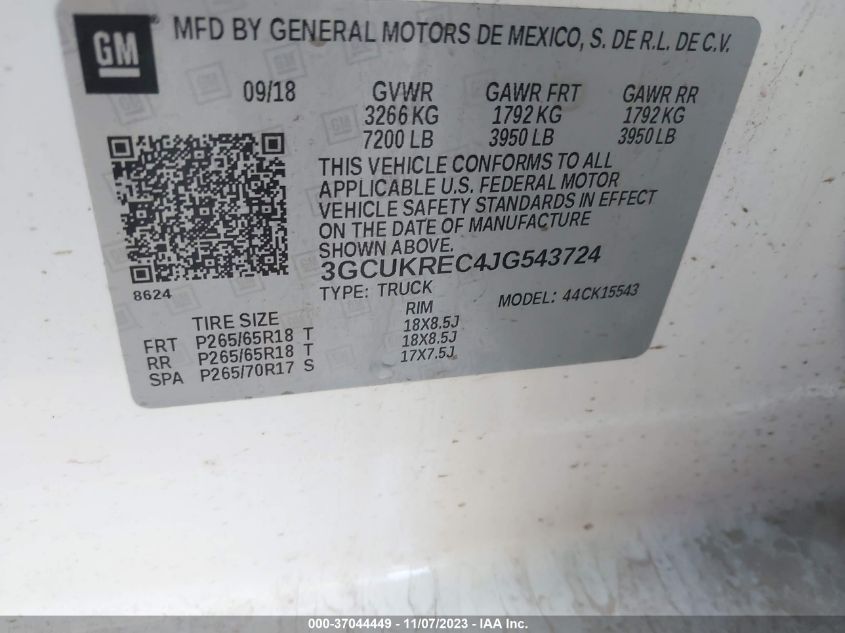 GM
MFD BY GENERAL MOTORS DE MEXICO, S. DE R.L. DE C.V.
09/18 GVWR GAWR FRT GAWR RR
3266 KG 1792 KG 1792 KG
7200 LB 3950 LB 3950 LB
THIS VEHICLE CONFORMS TO ALL
APPLICABLE U.S. FEDERAL MOTOR
VEHICLE SAFETY STANDARDS IN EFFECT
ON THE DATE OF MANUFACTURE
SHOWN ABOVE.
3GCUKREC4JG543724
8624
TYPE: TRUCK MODEL: 44CK15543
TIRE SIZE RIM
FRT P265/65R18 T 18X8.5J
RR P265/65R18 T 18X8.5J
SPA P265/70R17 S 17X7.5J
000-37044449 - 11/07/2023 - IAA Inc.